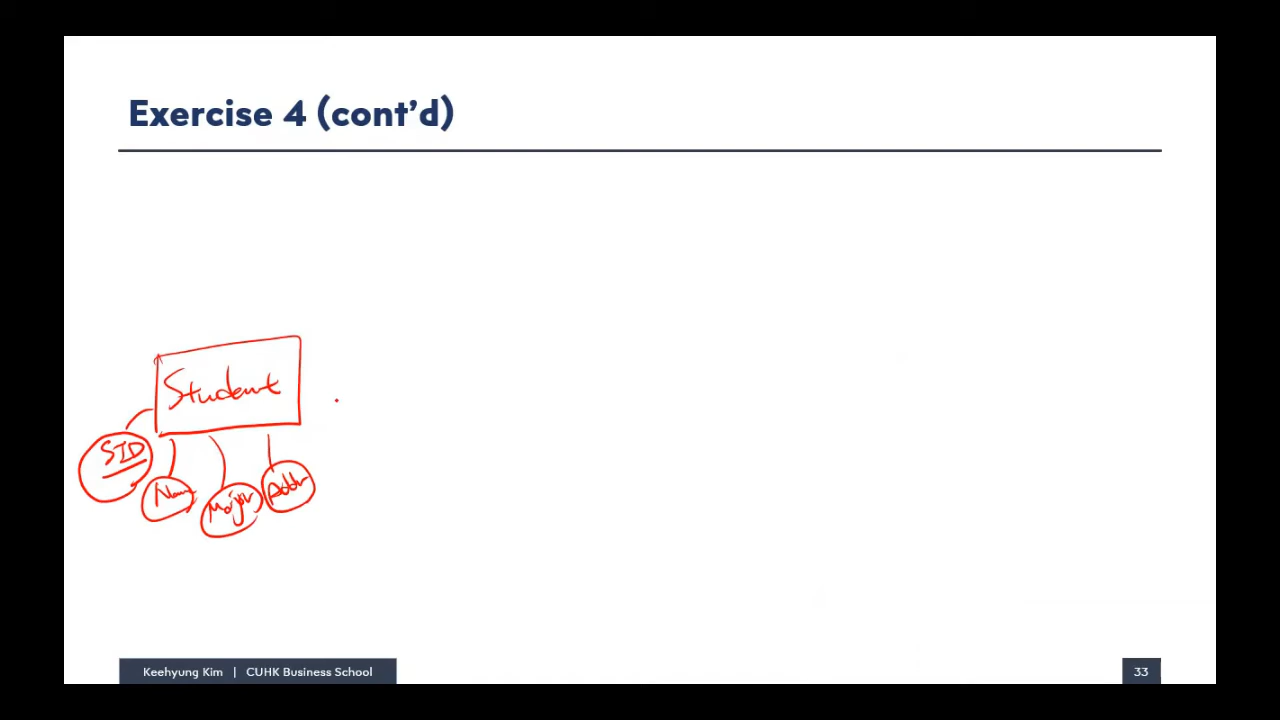 Exercise 4 (cont’d)
Student
SID
Name
Major
Addr
Keehyung Kim | CUHK Business School
33